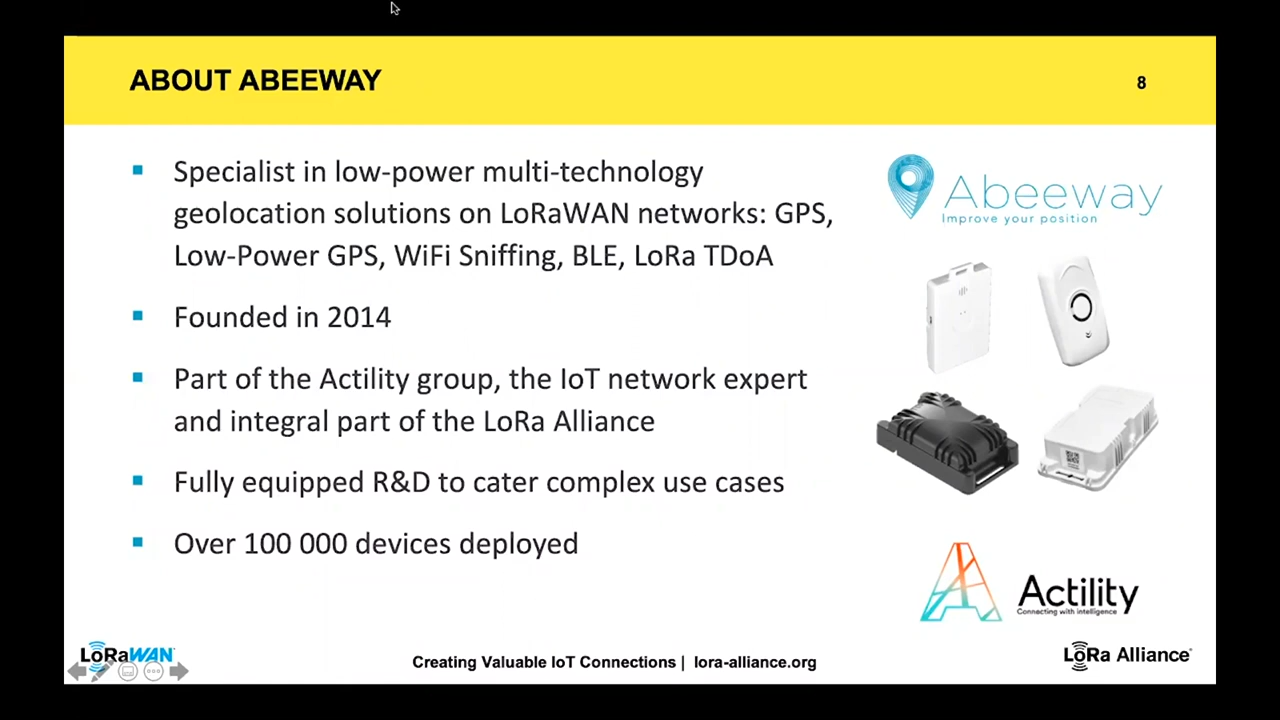 ABOUT ABEEWAY
8
Specialist in low-power multi-technology
geolocation solutions on LoRaWAN networks: GPS,
Low-Power GPS, WiFi Sniffing, BLE, LoRa TDoA
Founded in 2014
Part of the Actility group, the IoT network expert
and integral part of the LoRa Alliance
Fully equipped R&D to cater complex use cases
Over 100 000 devices deployed
Abeeway
Improve your position
Actility
Connecting with intelligence
LoRaWAN
Creating Valuable IoT Connections | lora-alliance.org
LoRa Alliance®